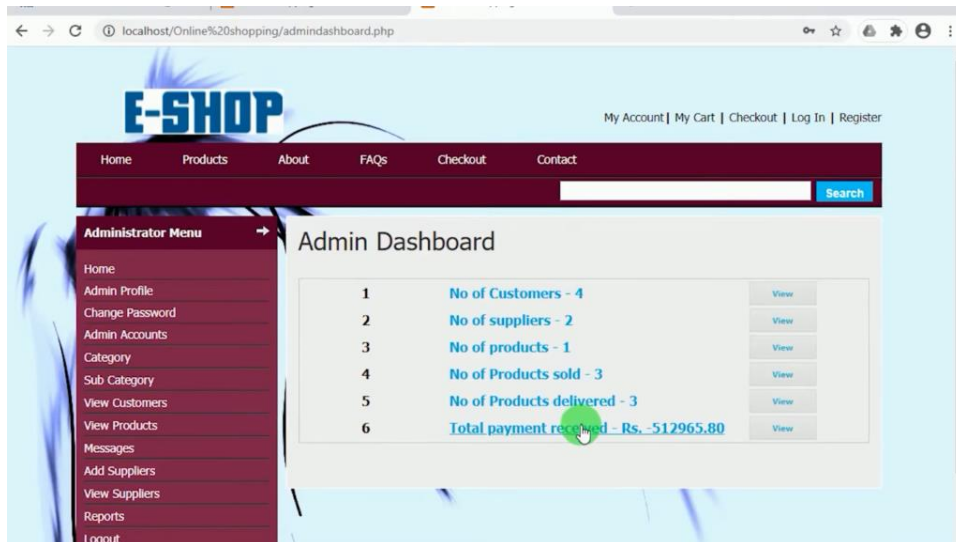 localhost/Online%20shopping/admindashboard.php
E-SHOP
My Account | My Cart | Checkout | Log In | Register
Home Products About FAQs Checkout Contact
Search
Administrator Menu
Home
Admin Profile
Change Password
Admin Accounts
Category
Sub Category
View Customers
View Products
Messages
Add Suppliers
View Suppliers
Reports
Logout
Admin Dashboard
1 No of Customers - 4 View
2 No of suppliers - 2 View
3 No of products - 1 View
4 No of Products sold - 3 View
5 No of Products delivered - 3 View
6 Total payment received - Rs. -512965.80 View